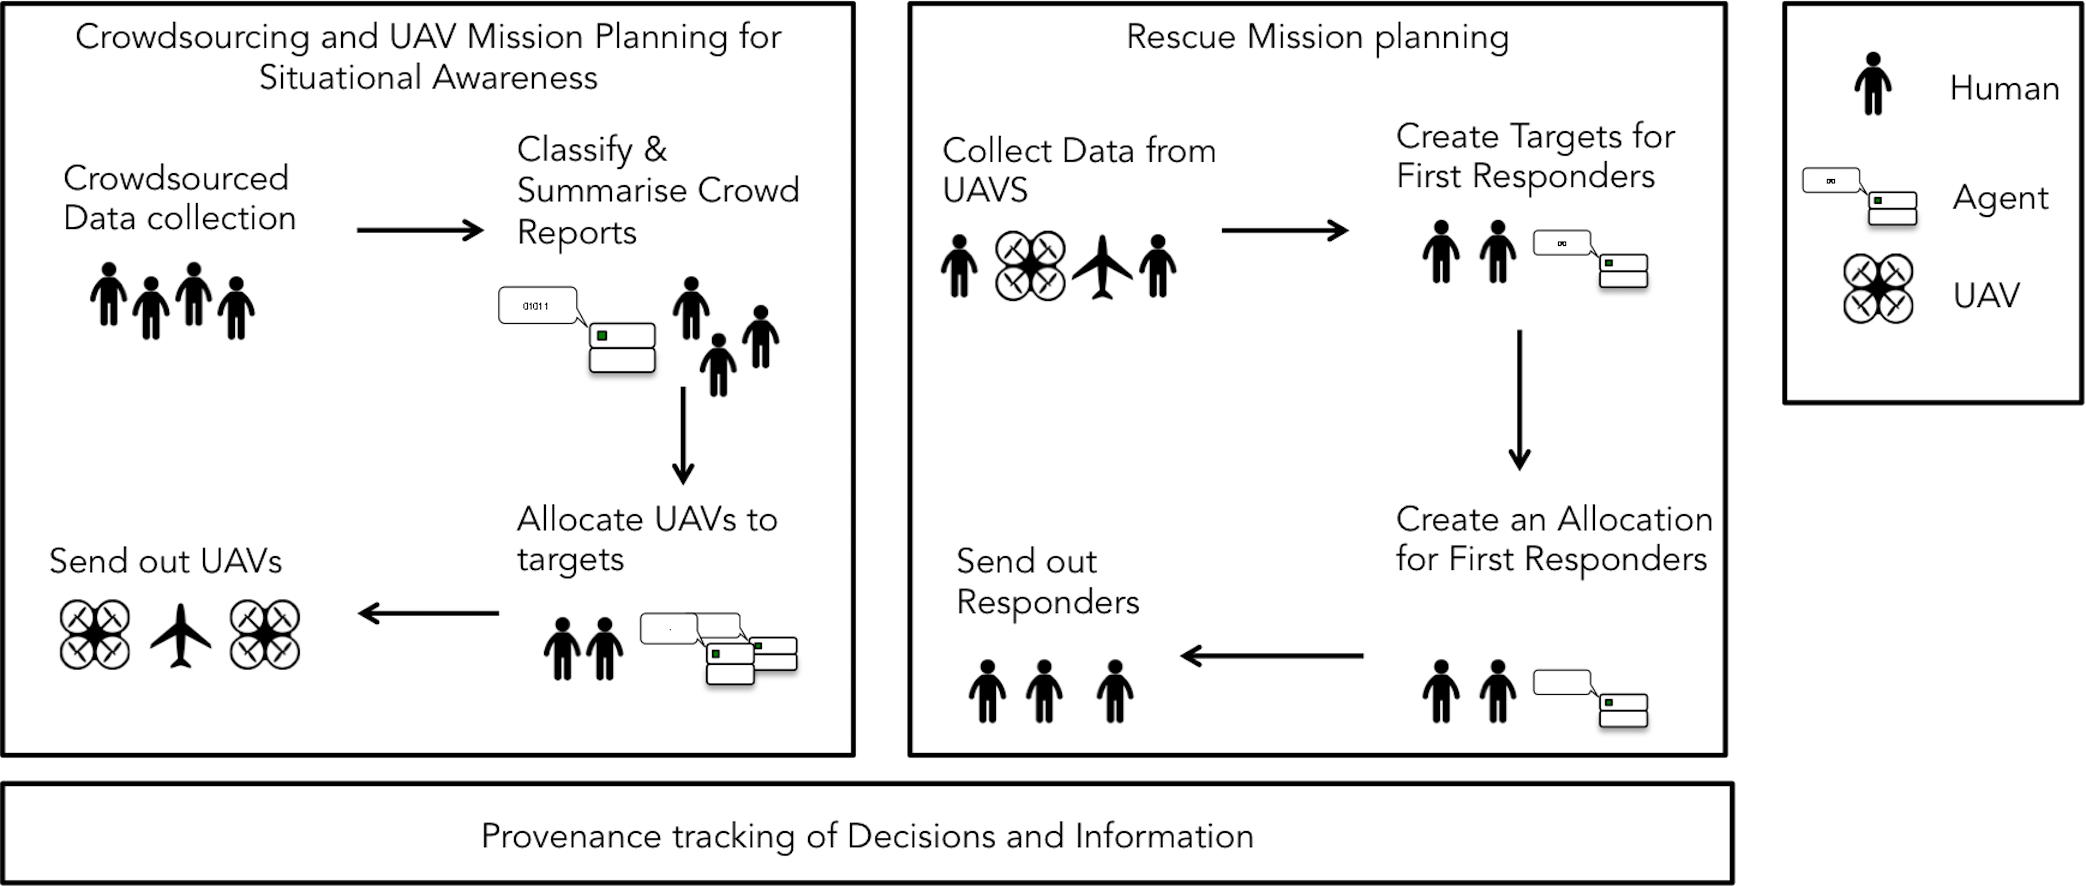 Crowdsourcing and UAV Mission Planning for
Situational Awareness
Crowdsourced
Data collection
Classify &
Summarise Crowd
Reports
01011
Allocate UAVs to
targets
Send out UAVs
Rescue Mission planning
Collect Data from
UAVS
Create Targets for
First Responders
Create an Allocation
for First Responders
Send out
Responders
Human
Agent
UAV
Provenance tracking of Decisions and Information